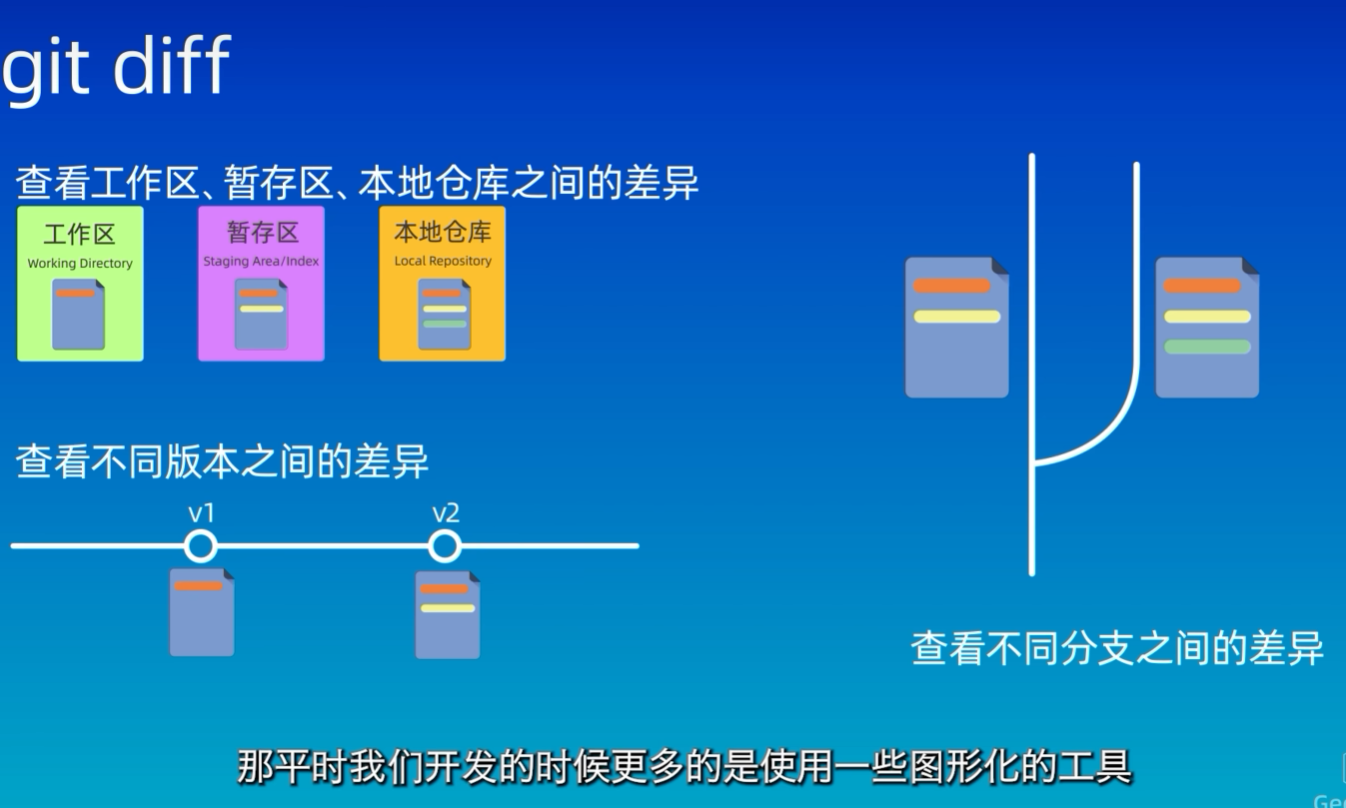 git diff
查看工作区、暂存区、本地仓库之间的差异
工作区
Working Directory
暂存区
Staging Area/Index
本地仓库
Local Repository
查看不同版本之间的差异
v1
v2
查看不同分支之间的差异
那平时我们开发的时候更多的是使用一些图形化的工具